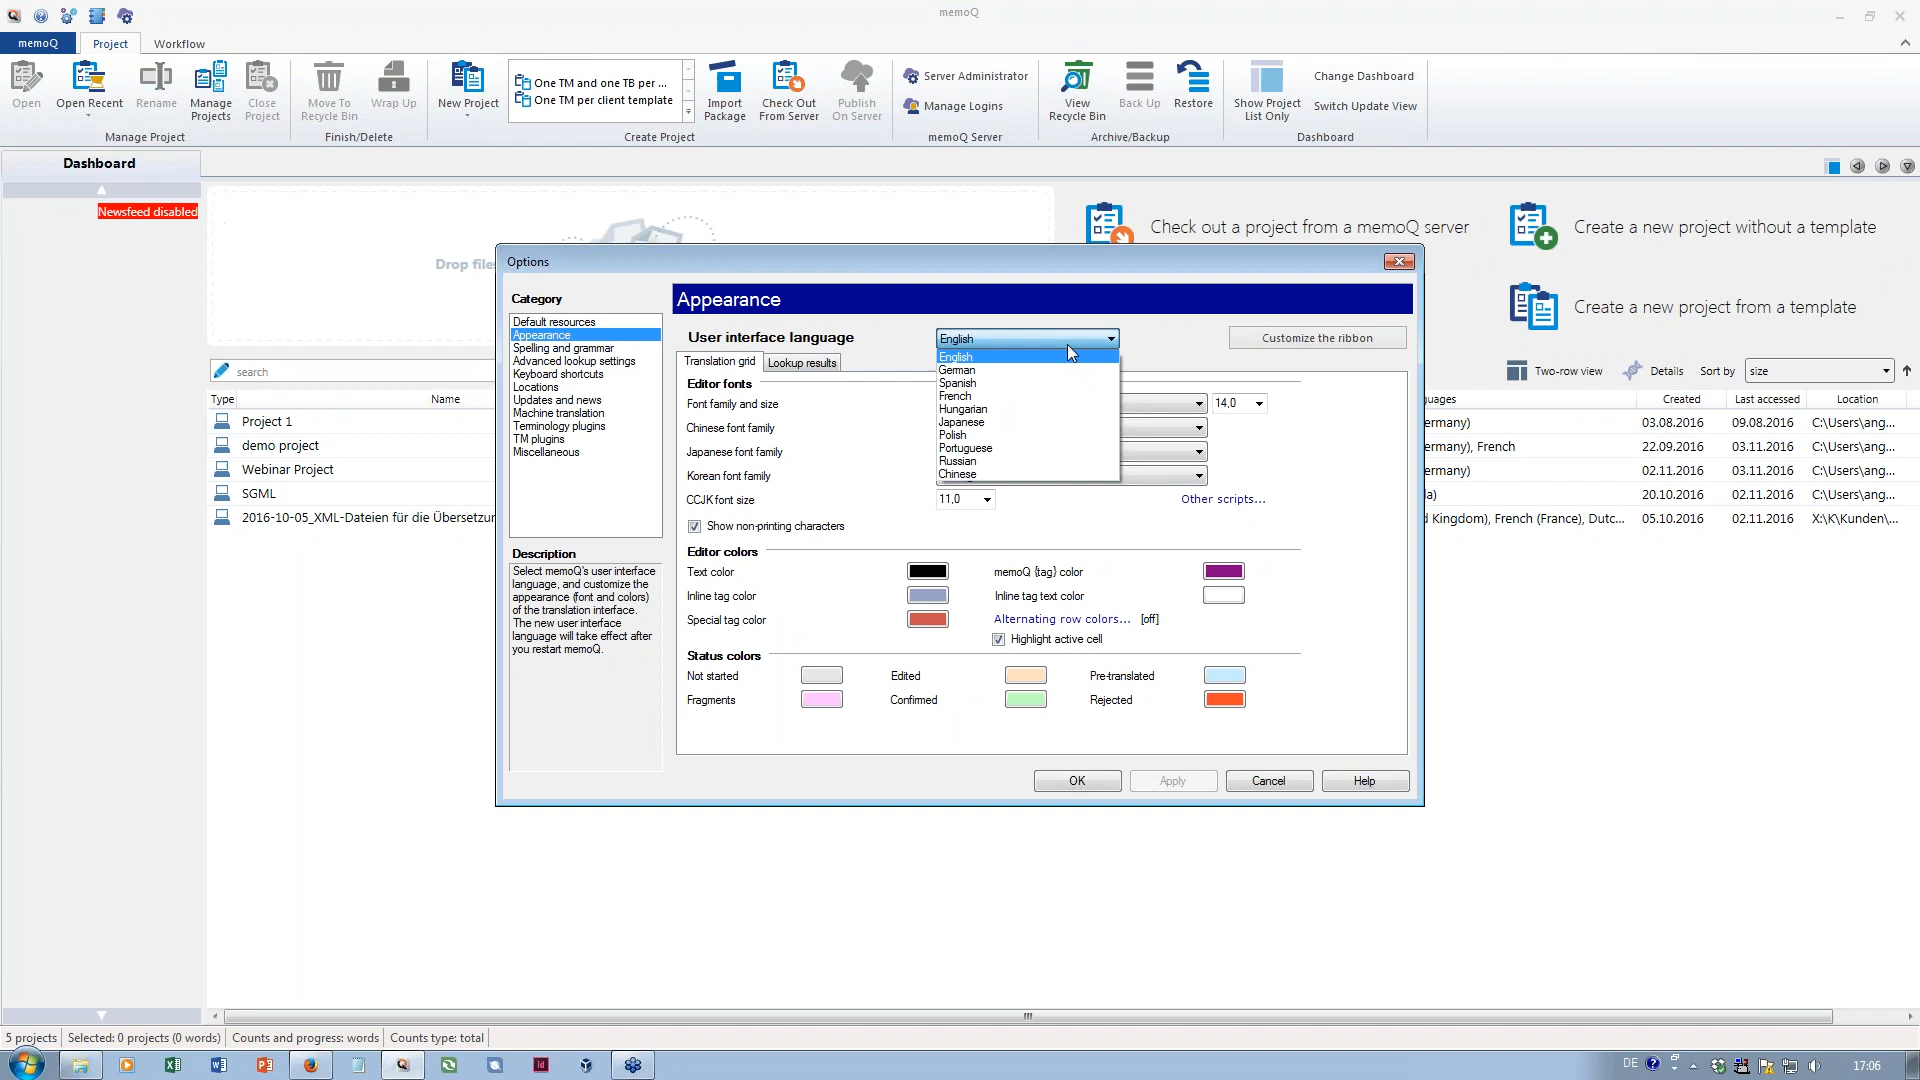 memoQ
memoQ Project Workflow
Open
Open Recent
Rename
Manage
Projects
Close
Project
Manage Project
Move To
Recycle Bin
Wrap Up
Finish/Delete
New Project
One TM and one TB per ...
One TM per client template
Import
Package
Check Out
From Server
Publish
On Server
Create Project
Server Administrator
Manage Logins
memoQ Server
View
Recycle Bin
Back Up
Restore
Archive/Backup
Show Project
List Only
Change Dashboard
Switch Update View
Dashboard
Dashboard
Newsfeed disabled
Drop files
Check out a project from a memoQ server
Create a new project without a template
Create a new project from a template
search
Two-row view
Details
Sort by
size
Type
Name
guages
Created
Last accessed
Location
Project 1
ermany)
03.08.2016
09.08.2016
C:\Users\ang...
demo project
ermany), French
22.09.2016
03.11.2016
C:\Users\ang...
Webinar Project
ermany)
02.11.2016
03.11.2016
C:\Users\ang...
SGML
a)
20.10.2016
02.11.2016
C:\Users\ang...
2016-10-05_XML-Dateien für die Übersetzur
d Kingdom), French (France), Dutc...
05.10.2016
02.11.2016
X:\K\Kunden\...
Options
Category
Default resources
Appearance
Spelling and grammar
Advanced lookup settings
Keyboard shortcuts
Locations
Updates and news
Machine translation
Terminology plugins
TM plugins
Miscellaneous
Description
Select memoQ's user interface
language, and customize the
appearance (font and colors)
of the translation interface.
The new user interface
language will take effect after
you restart memoQ.
Appearance
User interface language
English
Customize the ribbon
English
German
Spanish
French
Hungarian
Japanese
Polish
Portuguese
Russian
Chinese
Translation grid
Lookup results
Editor fonts
Font family and size
14,0
Chinese font family
Japanese font family
Korean font family
CCJK font size
11,0
Other scripts...
Show non-printing characters
Editor colors
Text color
memoQ {tag} color
Inline tag color
Inline tag text color
Special tag color
Alternating row colors... [off]
Highlight active cell
Status colors
Not started
Edited
Pre-translated
Fragments
Confirmed
Rejected
OK
Apply
Cancel
Help
5 projects
Selected: 0 projects (0 words)
Counts and progress: words
Counts type: total
DE
17:06